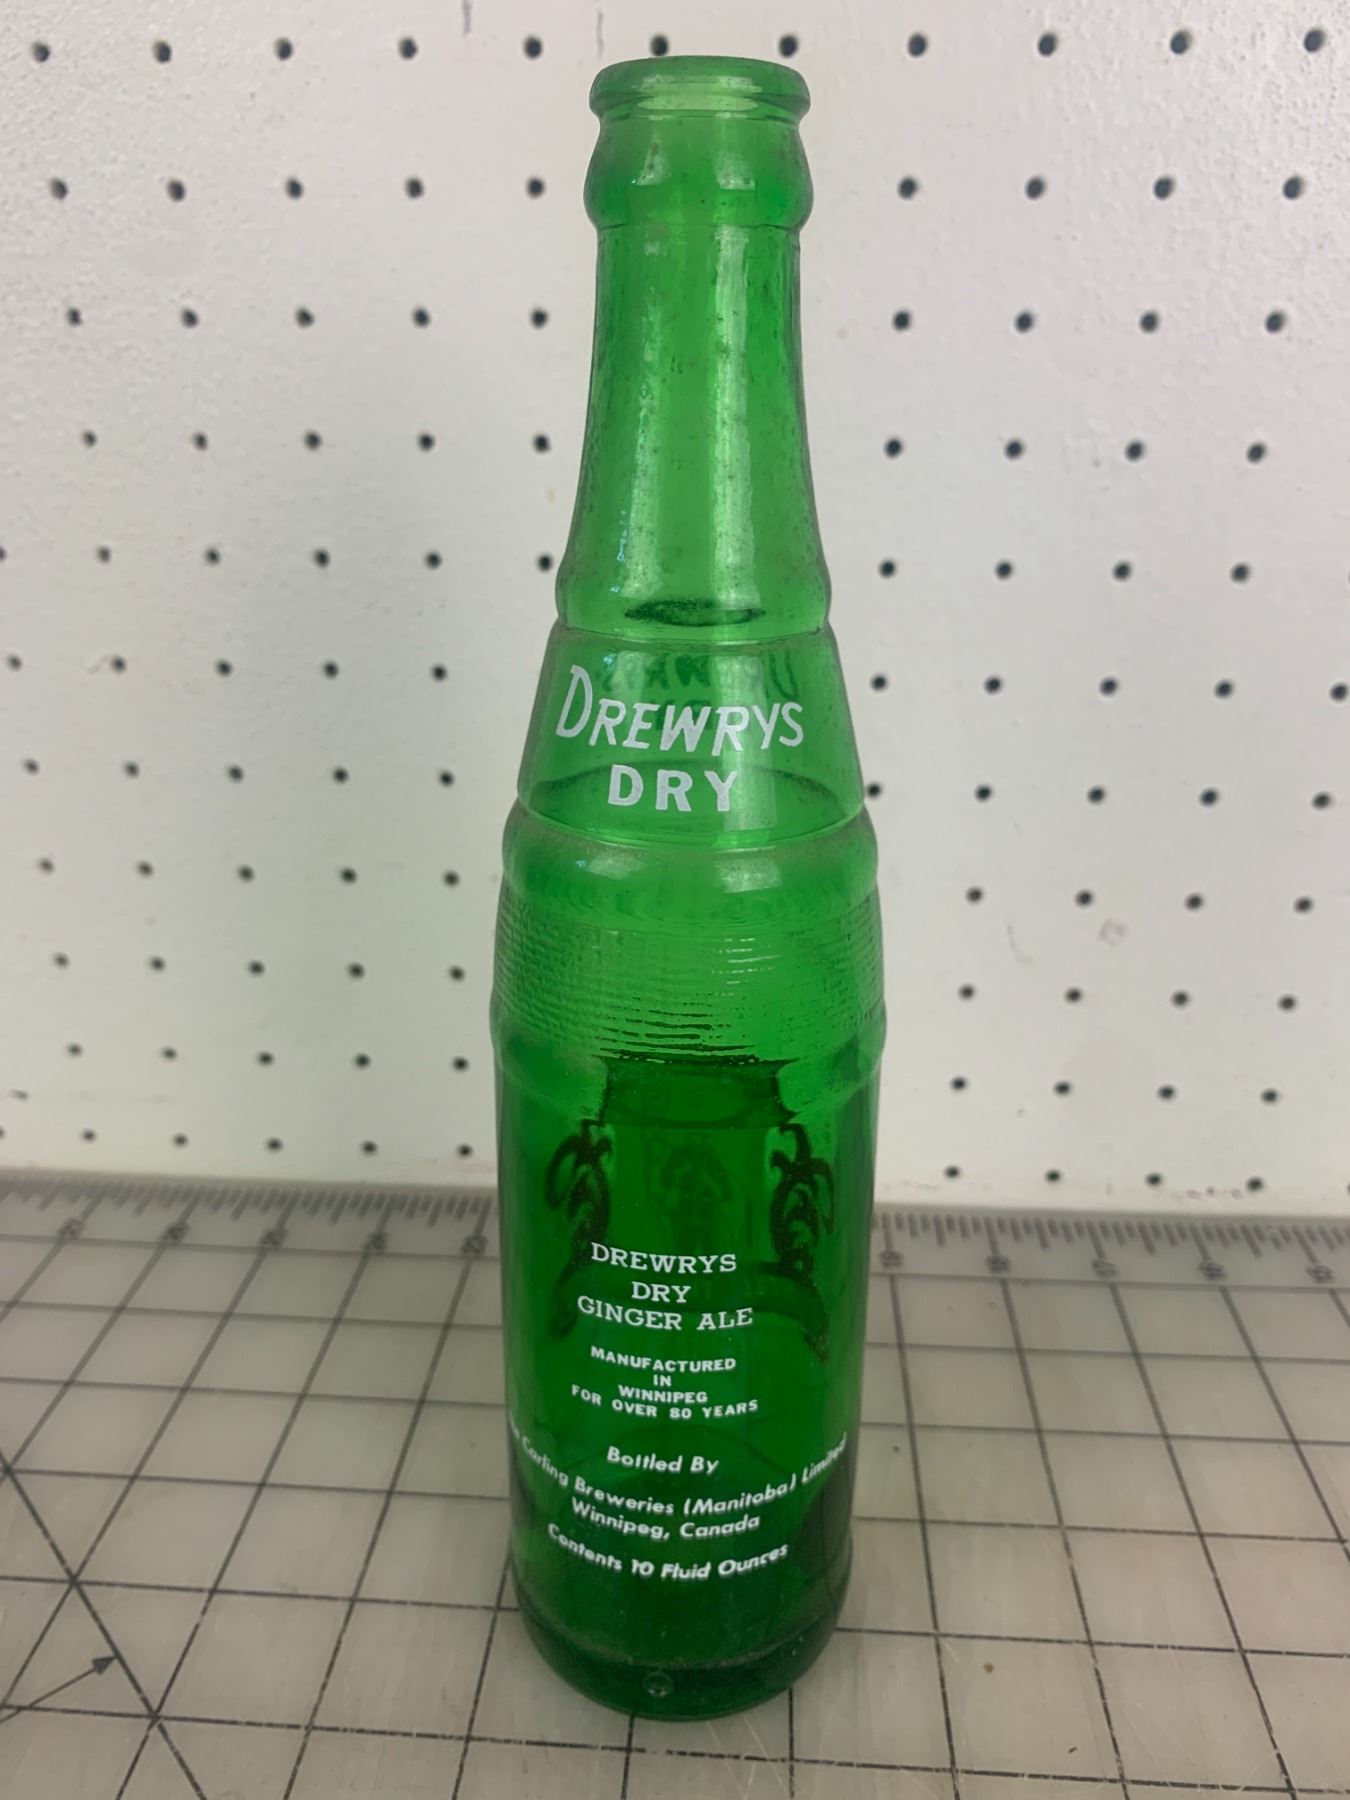 DREWRYS
DRY
DREWRYS
DRY
GINGER ALE
MANUFACTURED
IN
WINNIPEG
FOR OVER 80 YEARS
Bottled By
Carling Breweries (Manitoba) Limited
Winnipeg, Canada
Contents 10 Fluid Ounces